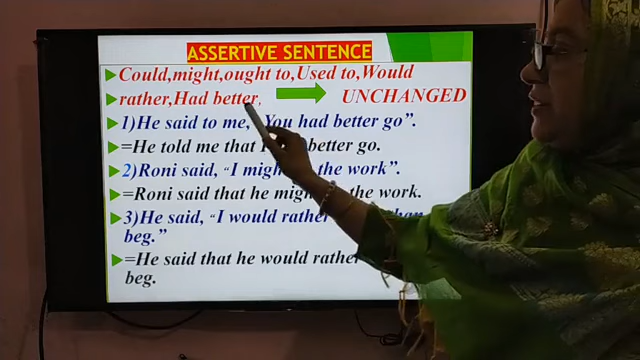 ASSERTIVE SENTENCE
Could,might,ought to,Used to,Would
rather,Had better, UNCHANGED
1)He said to me, You had better go”.
=He told me that better go.
2)Roni said, “I the work”.
=Roni said that he the work.
3)He said, “I would rather
beg.”
=He said that he would rather
beg.